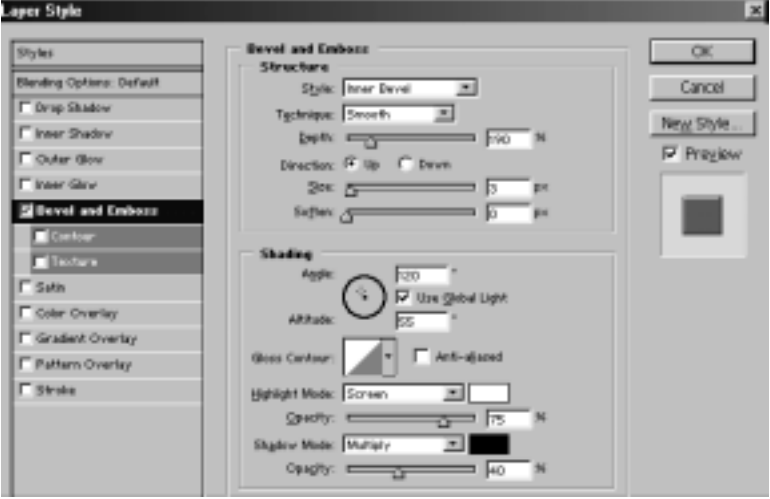 Layer Style
Styles
Blending Options: Default
Drop Shadow
Inner Shadow
Outer Glow
Inner Glow
Bevel and Emboss
Contour
Texture
Satin
Color Overlay
Gradient Overlay
Pattern Overlay
Stroke
Bevel and Emboss
Structure
Style: Inner Bevel
Technique: Smooth
Depth: 190 %
Direction: Up Down
Size: 3 px
Soften: 0 px
Shading
Angle: 120 °
Use Global Light
Altitude: 55 °
Gloss Contour: Anti-aliased
Highlight Mode: Screen
Opacity: 75 %
Shadow Mode: Multiply
Opacity: 40 %
OK
Cancel
New Style...
Preview